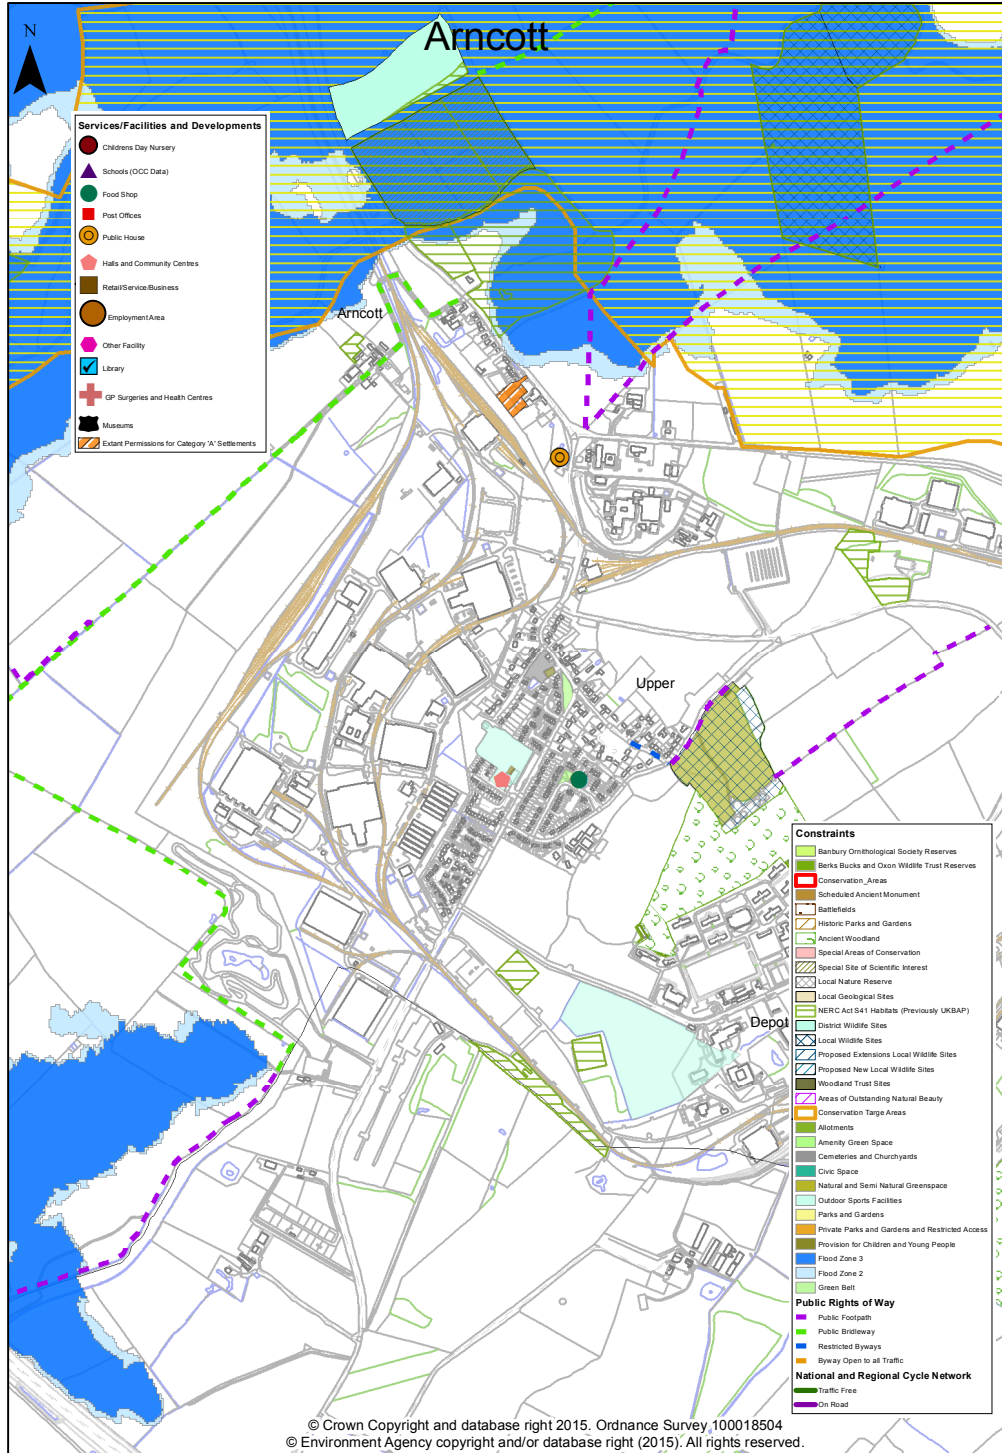 Arncott
N
Services/Facilities and Developments
Childrens Day Nursery
Schools (OCC Data)
Food Shop
Post Offices
Public House
Halls and Community Centres
Retail/Service/Business
Employment Area
Other Facility
Library
GP Surgeries and Health Centres
Museums
Extant Permissions for Category 'A' Settlements
Arncott
Upper
Depot
Constraints
Banbury Ornithological Society Reserves
Berks Bucks and Oxon Wildlife Trust Reserves
Conservation_Areas
Scheduled Ancient Monument
Battlefields
Historic Parks and Gardens
Ancient Woodland
Special Areas of Conservation
Special Site of Scientific Interest
Local Nature Reserve
Local Geological Sites
NERC Act S41 Habitats (Previously UKBAP)
District Wildlife Sites
Local Wildlife Sites
Proposed Extensions Local Wildlife Sites
Proposed New Local Wildlife Sites
Woodland Trust Sites
Areas of Outstanding Natural Beauty
Conservation Targe Areas
Allotments
Amenity Green Space
Cemeteries and Churchyards
Civic Space
Natural and Semi Natural Greenspace
Outdoor Sports Facilities
Parks and Gardens
Private Parks and Gardens and Restricted Access
Provision for Children and Young People
Flood Zone 3
Flood Zone 2
Green Belt
Public Rights of Way
Public Footpath
Public Bridleway
Restricted Byways
Byway Open to all Traffic
National and Regional Cycle Network
Traffic Free
On Road
© Crown Copyright and database right 2015. Ordnance Survey 100018504
© Environment Agency copyright and/or database right (2015). All rights reserved.